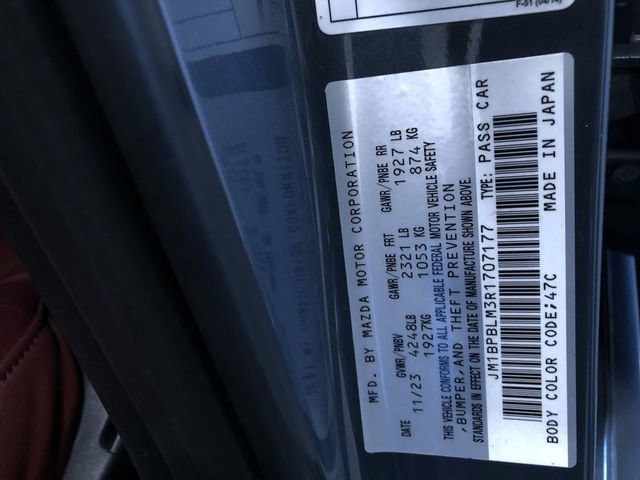 F-51 (04/14)
MFD. BY MAZDA MOTOR CORPORATION
GVWR/PNBV GAWR/PNBE FRT GAWR/PNBE RR
DATE 4248LB 2321 LB 1927 LB
11/23 1927KG 1053 KG 874 KG
THIS VEHICLE CONFORMS TO ALL APPLICABLE FEDERAL MOTOR VEHICLE SAFETY
,BUMPER,AND THEFT PREVENTION
STANDARDS IN EFFECT ON THE DATE OF MANUFACTURE SHOWN ABOVE.
JM1BPBLM3R1707177 TYPE: PASS CAR
BODY COLOR CODE;47C MADE IN JAPAN